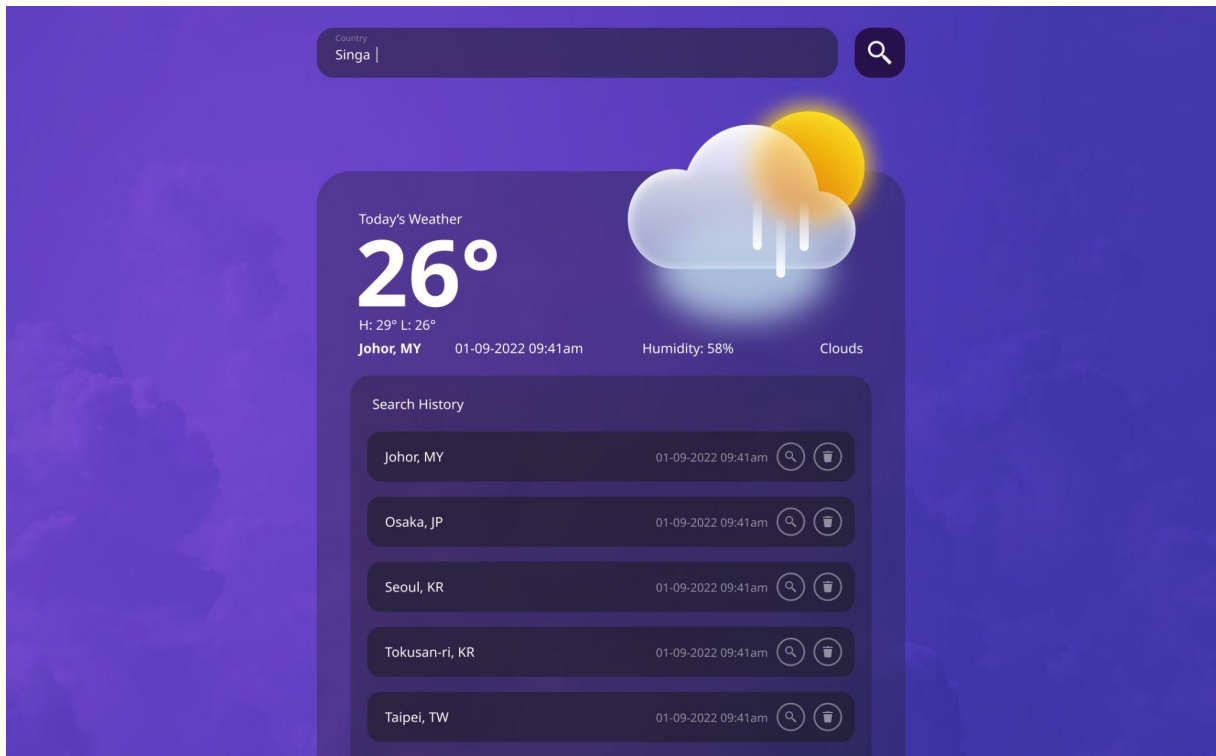 Country
Singa
Today's Weather
26°
H: 29° L: 26°
Johor, MY 01-09-2022 09:41am Humidity: 58% Clouds
Search History
Johor, MY 01-09-2022 09:41am
Osaka, JP 01-09-2022 09:41am
Seoul, KR 01-09-2022 09:41am
Tokusan-ri, KR 01-09-2022 09:41am
Taipei, TW 01-09-2022 09:41am